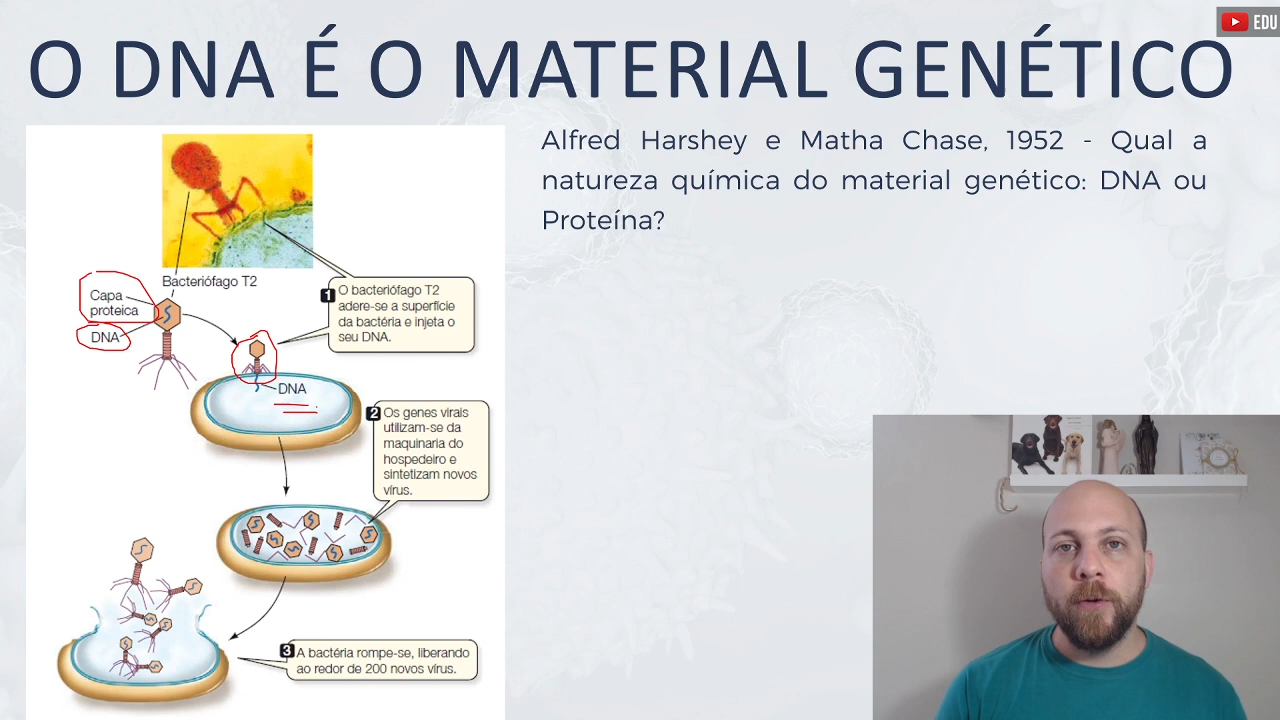 EDU
O DNA É O MATERIAL GENÉTICO
Alfred Harshey e Matha Chase, 1952 - Qual a
natureza química do material genético: DNA ou
Proteína?
Bacteriófago T2
Capa
proteica
DNA
1 O bacteriófago T2
adere-se a superfície
da bactéria e injeta o
seu DNA.
DNA
2 Os genes virais
utilizam-se da
maquinaria do
hospedeiro e
sintetizam novos
vírus.
3 A bactéria rompe-se, liberando
ao redor de 200 novos vírus.